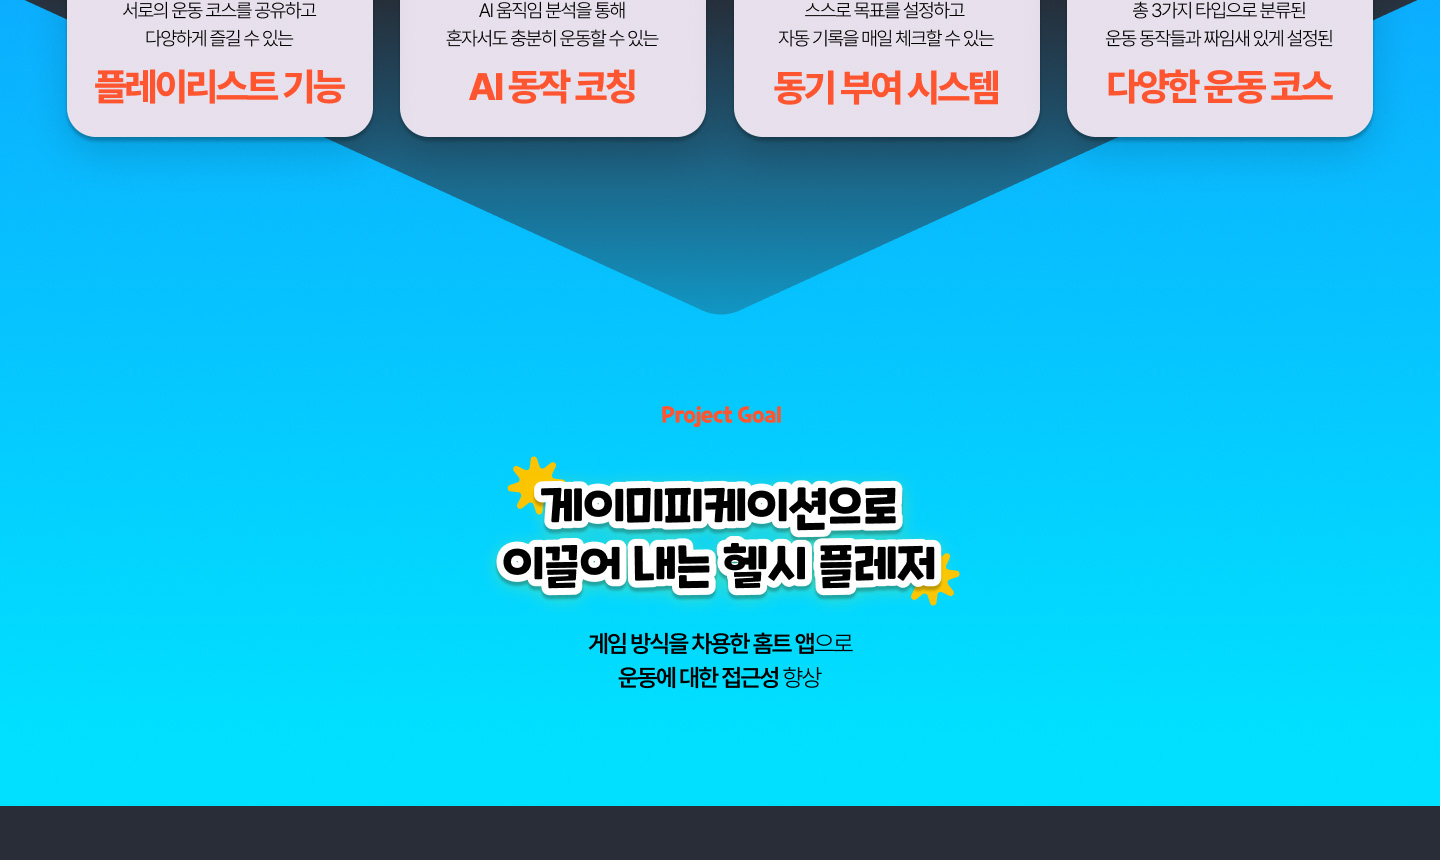 서로의 운동 코스를 공유하고
다양하게 즐길 수 있는
플레이리스트 기능
AI 움직임 분석을 통해
혼자서도 충분히 운동할 수 있는
AI 동작 코칭
스스로 목표를 설정하고
자동 기록을 매일 체크할 수 있는
동기 부여 시스템
총 3가지 타입으로 분류된
운동 동작들과 짜임새 있게 설정된
다양한 운동 코스
Project Goal
게이미피케이션으로
이끌어 내는 헬시 플레저
게임 방식을 차용한 홈트 앱으로
운동에 대한 접근성 향상